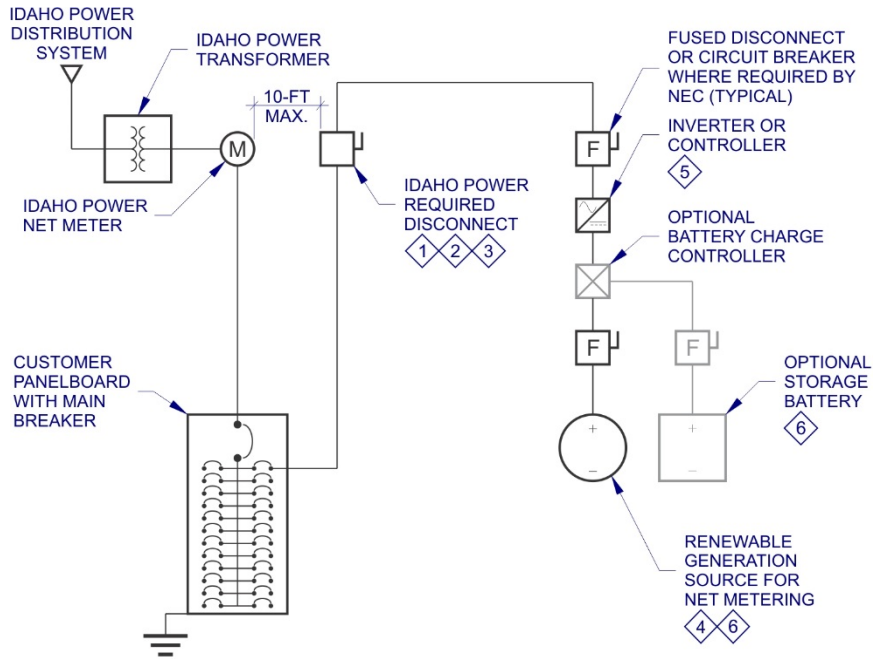 IDAHO POWER
DISTRIBUTION
SYSTEM
IDAHO POWER
TRANSFORMER
10-FT
MAX.
M
IDAHO POWER
NET METER
IDAHO POWER
REQUIRED
DISCONNECT
1 2 3
FUSED DISCONNECT
OR CIRCUIT BREAKER
WHERE REQUIRED BY
NEC (TYPICAL)
F
INVERTER OR
CONTROLLER
5
OPTIONAL
BATTERY CHARGE
CONTROLLER
F
F
CUSTOMER
PANELBOARD
WITH MAIN
BREAKER
OPTIONAL
STORAGE
BATTERY
6
+
−
+
−
RENEWABLE
GENERATION
SOURCE FOR
NET METERING
4 6